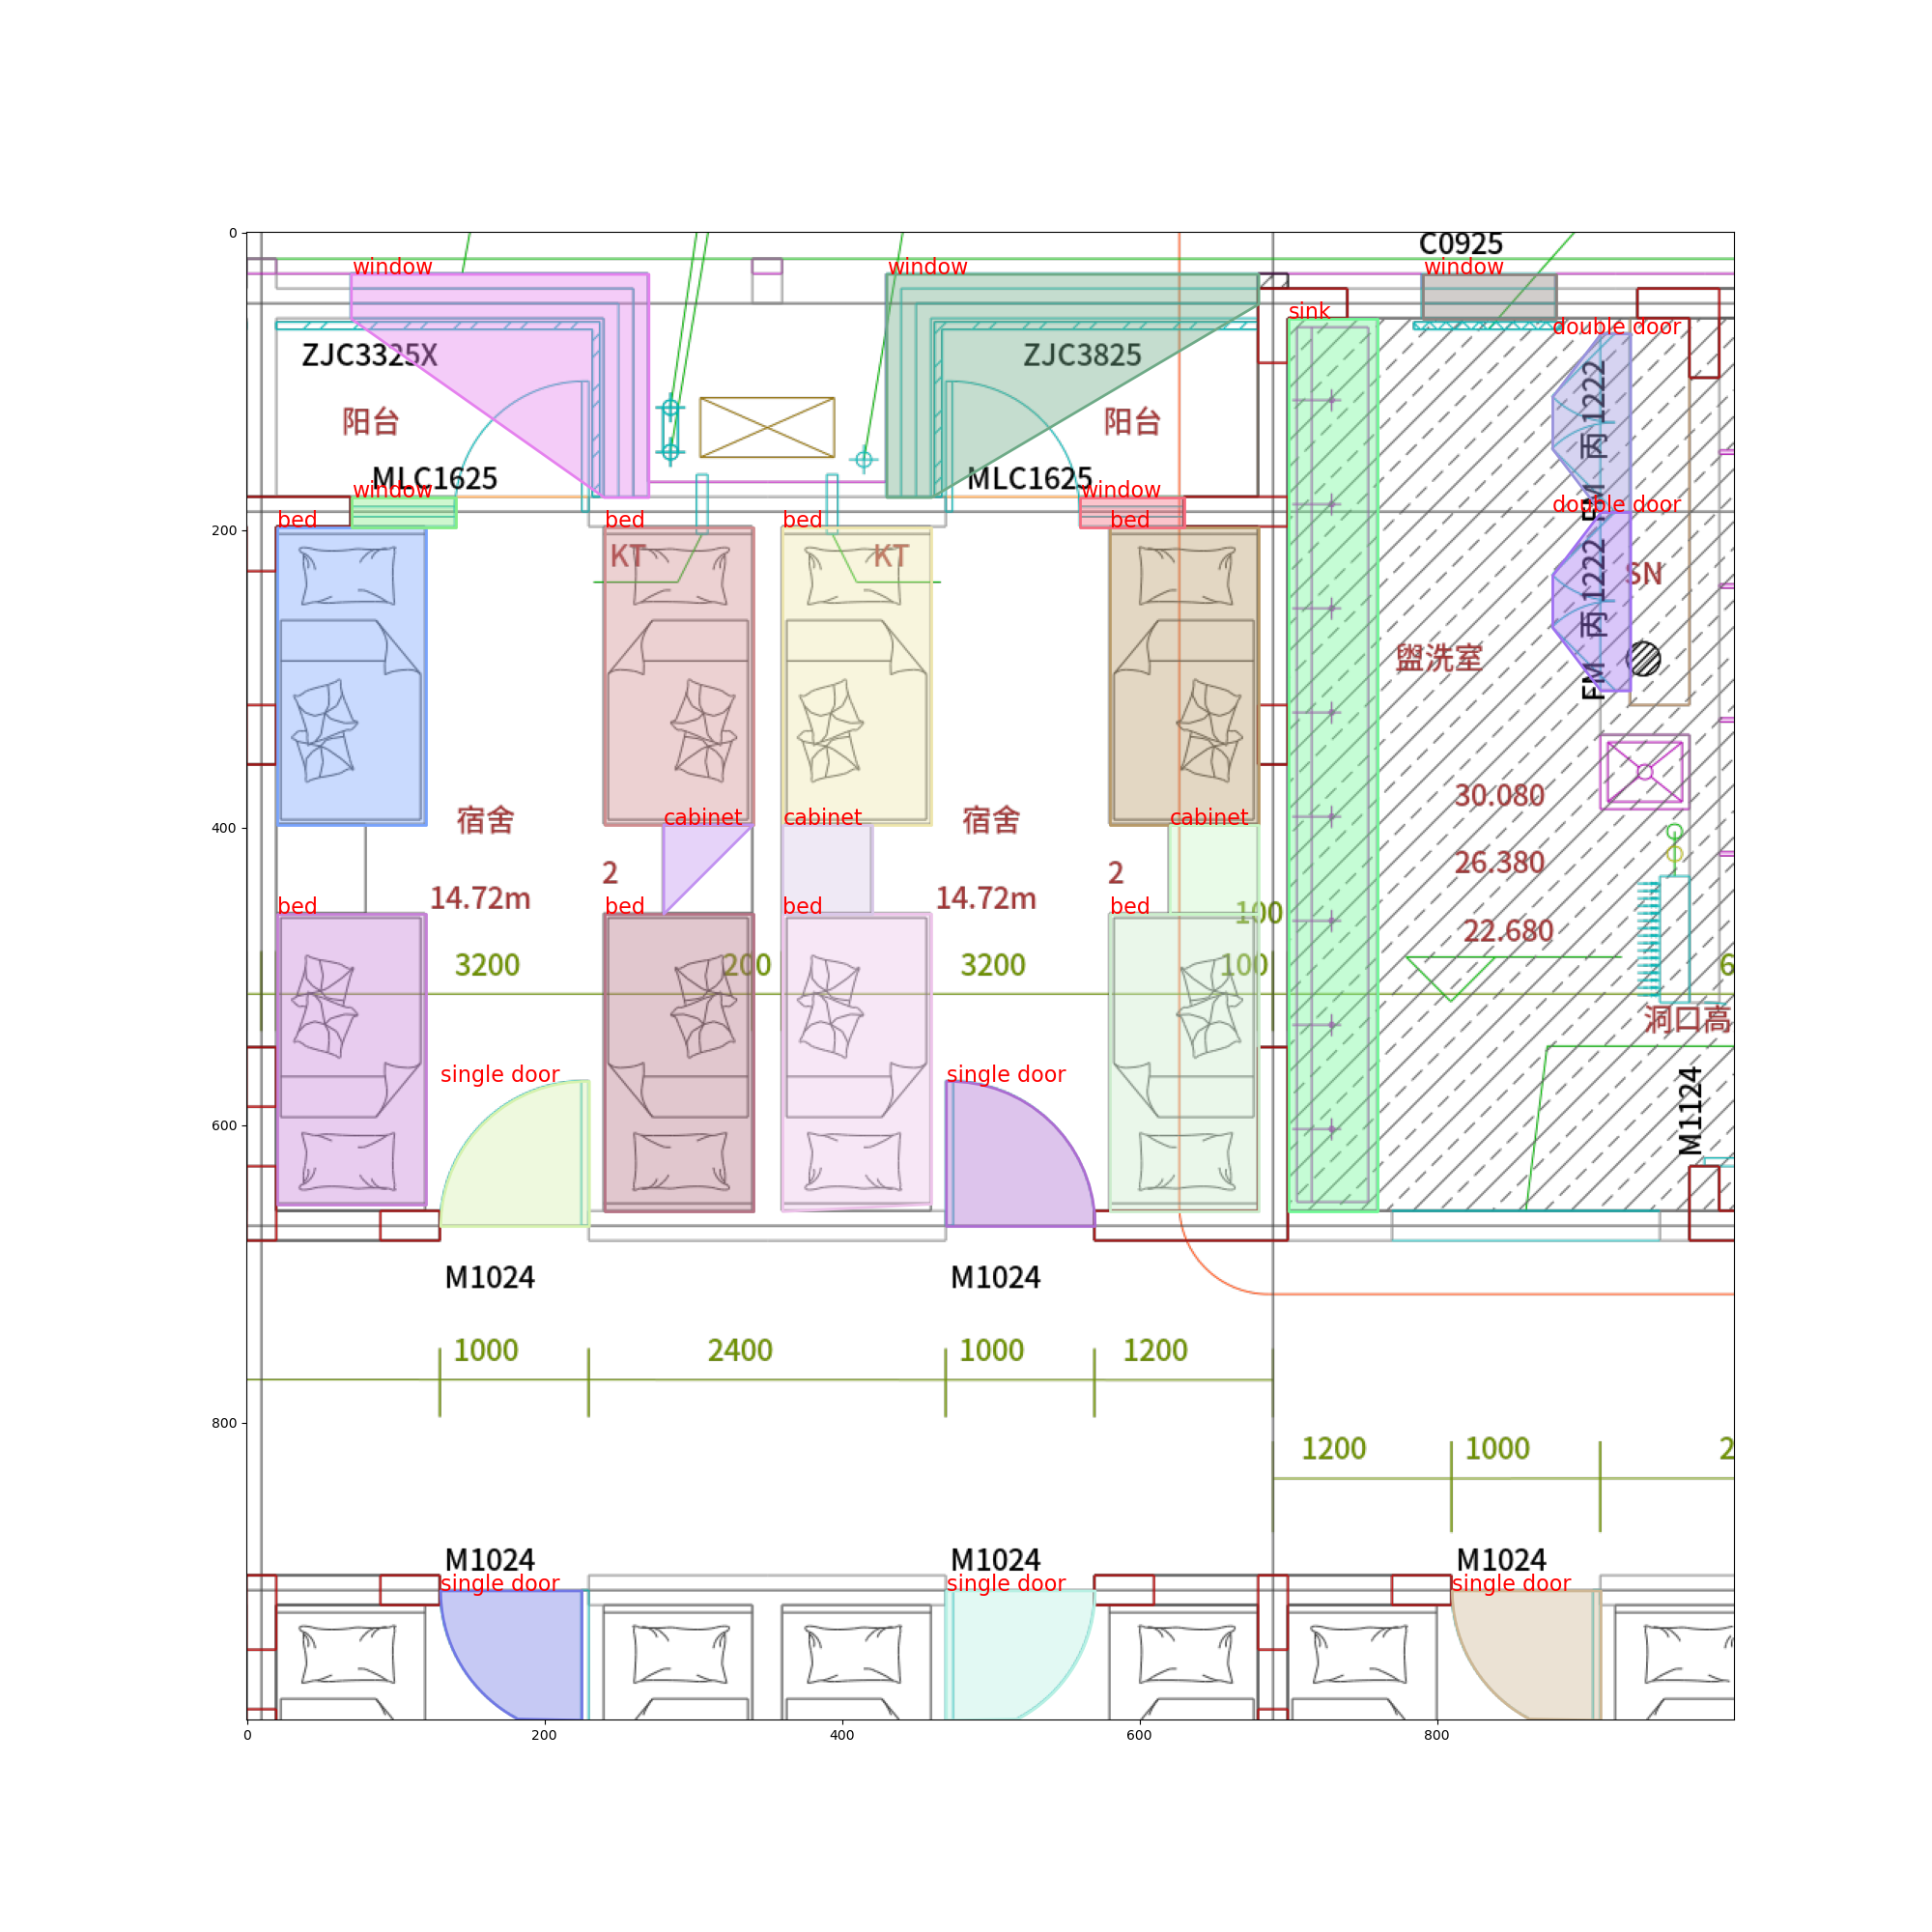 0
C0925
window
window
window
sink
double door
ZJC3325X
ZJC3825
丙 1222
阳台
阳台
MLC1625
MLC1625
window
window
FM
double door
200
bed
bed
bed
bed
KT
KT
丙 1222
SN
盥洗室
FM
30.080
400
宿舍
cabinet
cabinet
宿舍
cabinet
26.380
2
2
14.72m
14.72m
bed
bed
bed
bed
100
22.680
3200
200
3200
100
6
洞口高
single door
single door
M1124
600
M1024
M1024
1000
2400
1000
1200
800
1200
1000
2
M1024
M1024
M1024
single door
single door
single door
0
200
400
600
800